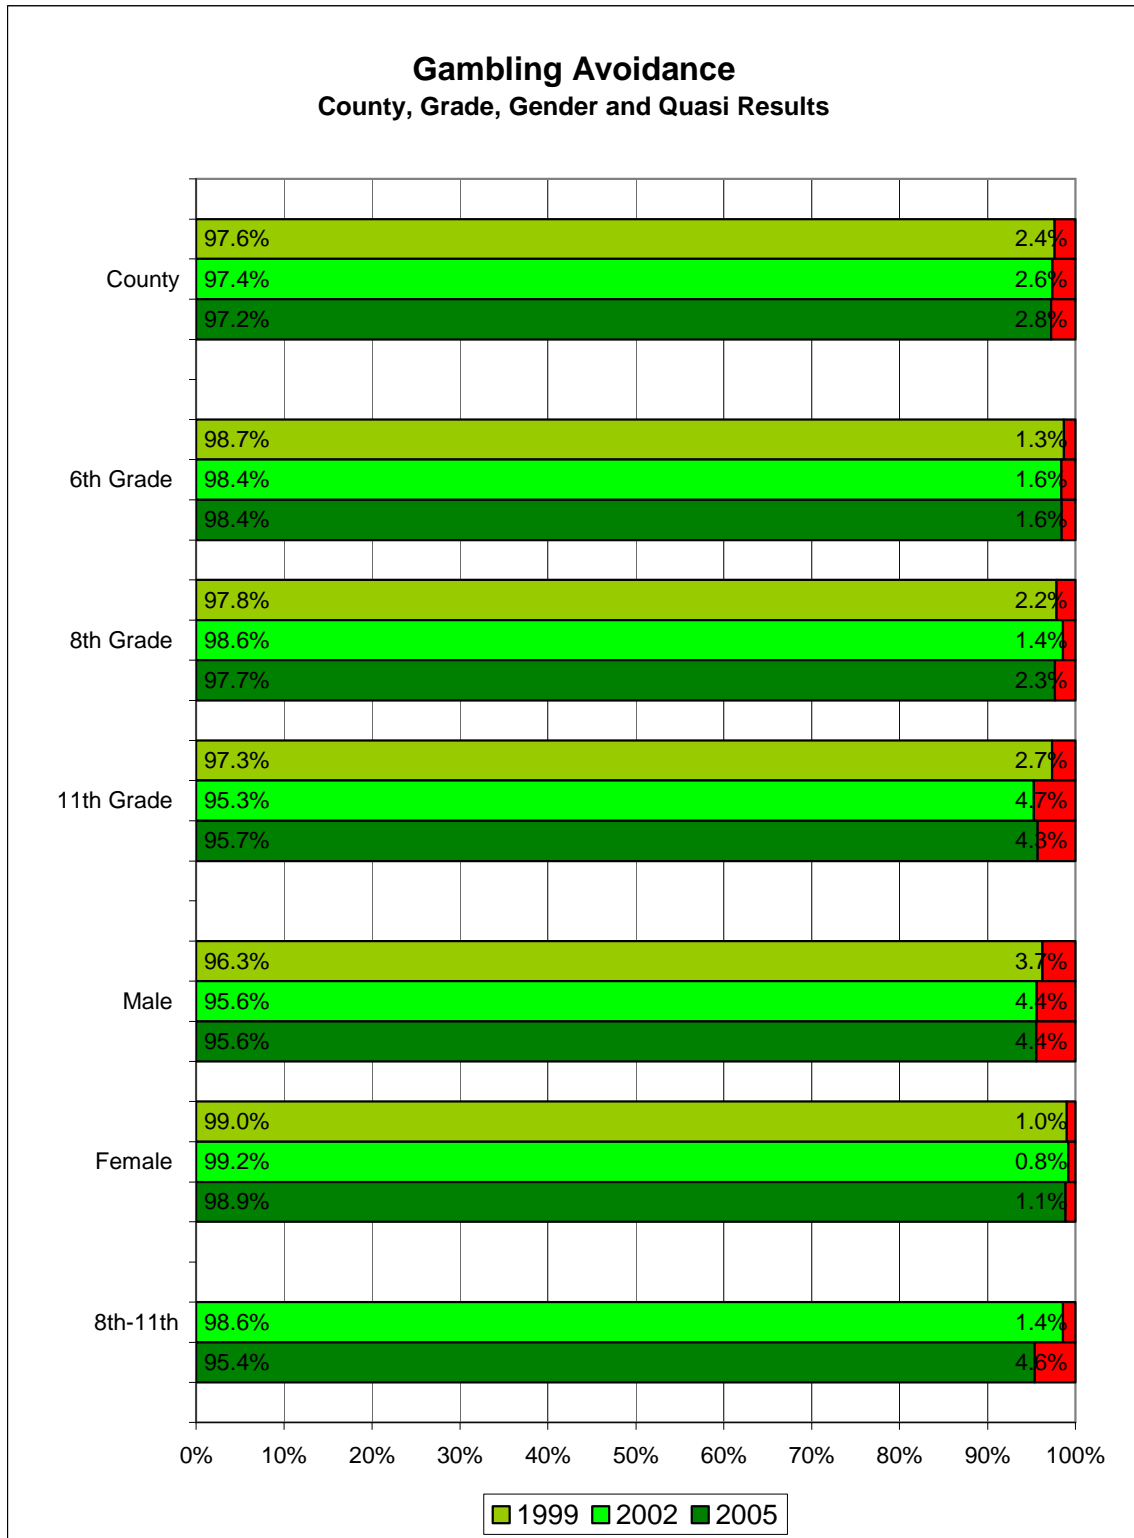 Gambling Avoidance
County, Grade, Gender and Quasi Results
97.6% 2.4%
County 97.4% 2.6%
97.2% 2.8%
98.7% 1.3%
6th Grade 98.4% 1.6%
98.4% 1.6%
97.8% 2.2%
8th Grade 98.6% 1.4%
97.7% 2.3%
97.3% 2.7%
11th Grade 95.3% 4.7%
95.7% 4.3%
96.3% 3.7%
Male 95.6% 4.4%
95.6% 4.4%
99.0% 1.0%
Female 99.2% 0.8%
98.9% 1.1%
8th-11th 98.6% 1.4%
95.4% 4.6%
0% 10% 20% 30% 40% 50% 60% 70% 80% 90% 100%
1999 2002 2005